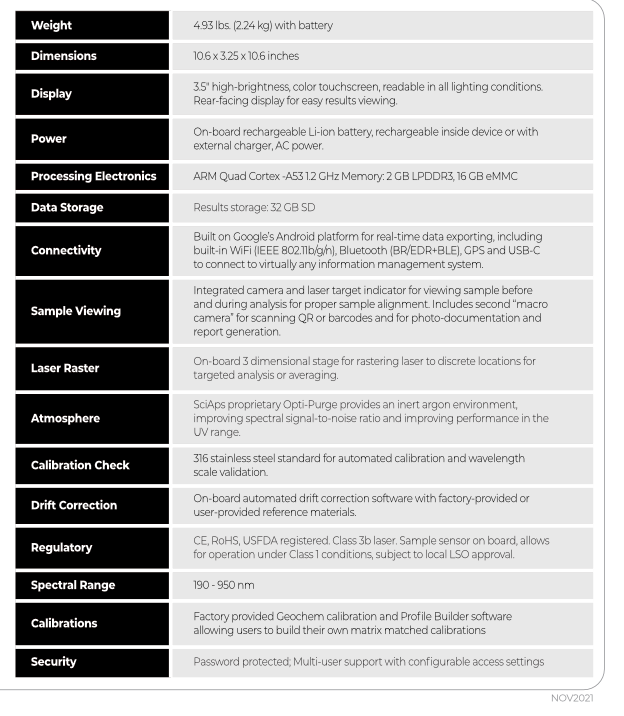 Weight
4.93 lbs. (2.24 kg) with battery
Dimensions
10.6 x 3.25 x 10.6 inches
Display
3.5" high-brightness, color touchscreen, readable in all lighting conditions.
Rear-facing display for easy results viewing.
Power
On-board rechargeable Li-ion battery, rechargeable inside device or with
external charger, AC power.
Processing Electronics
ARM Quad Cortex -A53 1.2 GHz Memory: 2 GB LPDDR3, 16 GB eMMC
Data Storage
Results storage: 32 GB SD
Connectivity
Built on Google's Android platform for real-time data exporting, including
built-in WiFi (IEEE 802.11b/g/n), Bluetooth (BR/EDR+BLE), GPS and USB-C
to connect to virtually any information management system.
Sample Viewing
Integrated camera and laser target indicator for viewing sample before
and during analysis for proper sample alignment. Includes second "macro
camera" for scanning QR or barcodes and for photo-documentation and
report generation.
Laser Raster
On-board 3 dimensional stage for rastering laser to discrete locations for
targeted analysis or averaging.
Atmosphere
SciAps proprietary Opti-Purge provides an inert argon environment,
improving spectral signal-to-noise ratio and improving performance in the
UV range.
Calibration Check
316 stainless steel standard for automated calibration and wavelength
scale validation.
Drift Correction
On-board automated drift correction software with factory-provided or
user-provided reference materials.
Regulatory
CE, RoHS, USFDA registered. Class 3b laser. Sample sensor on board, allows
for operation under Class 1 conditions, subject to local LSO approval.
Spectral Range
190 - 950 nm
Calibrations
Factory provided Geochem calibration and Profile Builder software
allowing users to build their own matrix matched calibrations
Security
Password protected; Multi-user support with configurable access settings
NOV2021